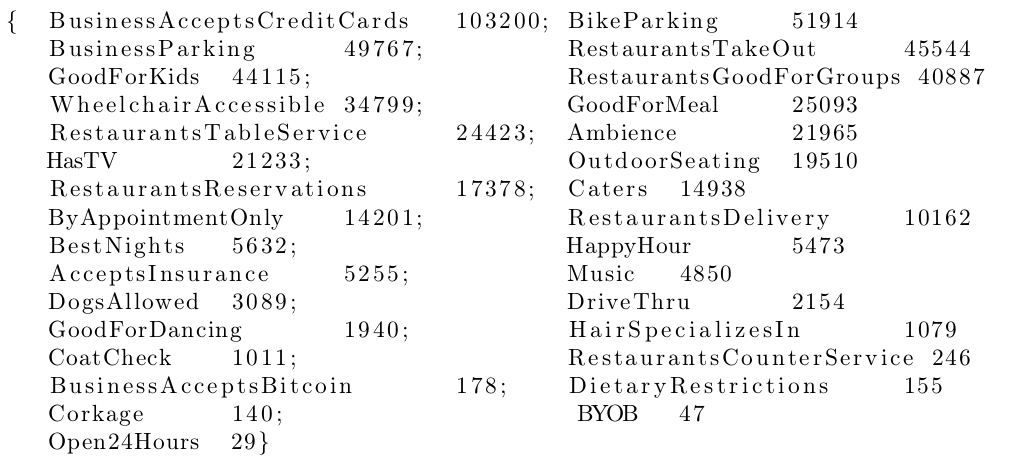 { BusinessAcceptsCreditCards 103200; BikeParking 51914
BusinessParking 49767; RestaurantsTakeOut 45544
GoodForKids 44115; RestaurantsGoodForGroups 40887
WheelchairAccessible 34799; GoodForMeal 25093
RestaurantsTableService 24423; Ambience 21965
HasTV 21233; OutdoorSeating 19510
RestaurantsReservations 17378; Caters 14938
ByAppointmentOnly 14201; RestaurantsDelivery 10162
BestNights 5632; HappyHour 5473
AcceptsInsurance 5255; Music 4850
DogsAllowed 3089; DriveThru 2154
GoodForDancing 1940; HairSpecializesIn 1079
CoatCheck 1011; RestaurantsCounterService 246
BusinessAcceptsBitcoin 178; DietaryRestrictions 155
Corkage 140; BYOB 47
Open24Hours 29}